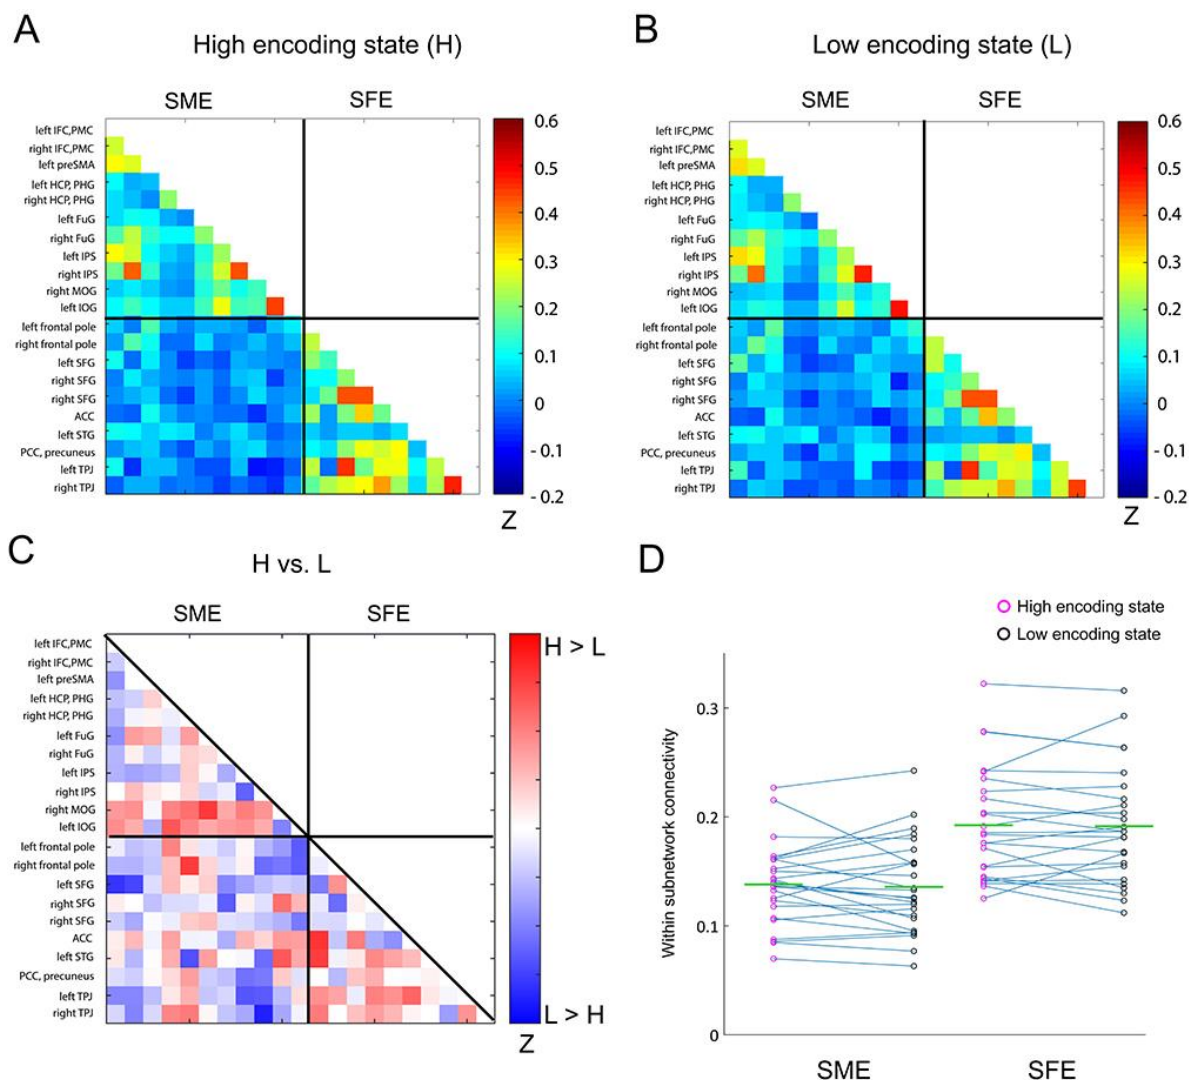 A
High encoding state (H)
SME
SFE
left IFC,PMC
right IFC,PMC
left preSMA
left HCP, PHG
right HCP, PHG
left FuG
right FuG
left IPS
right IPS
right MOG
left IOG
left frontal pole
right frontal pole
left SFG
right SFG
right SFG
ACC
left STG
PCC, precuneus
left TPJ
right TPJ
0.6
0.5
0.4
0.3
0.2
0.1
0
- 0.1
- 0.2
Z
B
Low encoding state (L)
SME
SFE
left IFC,PMC
right IFC,PMC
left preSMA
left HCP, PHG
right HCP, PHG
left FuG
right FuG
left IPS
right IPS
right MOG
left IOG
left frontal pole
right frontal pole
left SFG
right SFG
right SFG
ACC
left STG
PCC, precuneus
left TPJ
right TPJ
0.6
0.5
0.4
0.3
0.2
0.1
0
- 0.1
- 0.2
Z
C
H vs. L
SME
SFE
left IFC,PMC
right IFC,PMC
left preSMA
left HCP, PHG
right HCP, PHG
left FuG
right FuG
left IPS
right IPS
right MOG
left IOG
left frontal pole
right frontal pole
left SFG
right SFG
right SFG
ACC
left STG
PCC, precuneus
left TPJ
right TPJ
H > L
L > H
Z
D
High encoding state
Low encoding state
Within subnetwork connectivity
0.3
0.2
0.1
0
SME
SFE